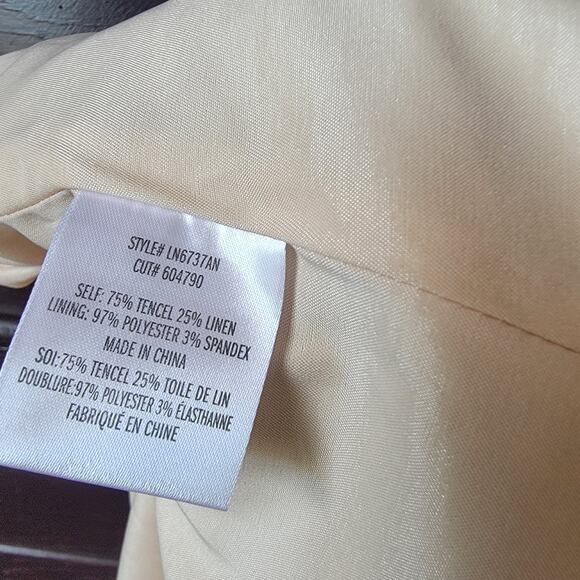 STYLE# LN6737AN
CUT# 604790
SELF: 75% TENCEL 25% LINEN
LINING: 97% POLYESTER 3% SPANDEX
MADE IN CHINA
SOI:75% TENCEL 25% TOILE DE LIN
DOUBLURE:97% POLYESTER 3% ÉLASTHANNE
FABRIQUÉ EN CHINE